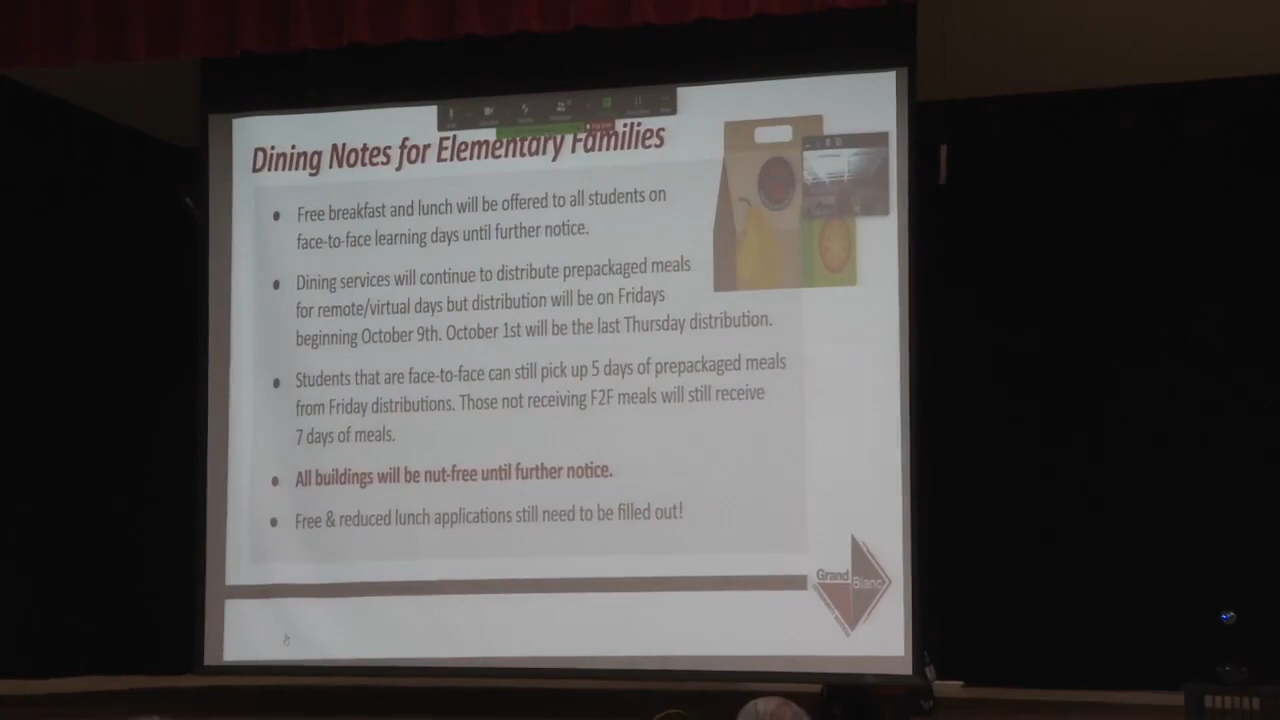 Dining Notes for Elementary Families
Free breakfast and lunch will be offered to all students on
face-to-face learning days until further notice.
Dining services will continue to distribute prepackaged meals
for remote/virtual days but distribution will be on Fridays
beginning October 9th. October 1st will be the last Thursday distribution.
Students that are face-to-face can still pick up 5 days of prepackaged meals
from Friday distributions. Those not receiving F2F meals will still receive
7 days of meals.
All buildings will be nut-free until further notice.
Free & reduced lunch applications still need to be filled out!
Grand Blanc